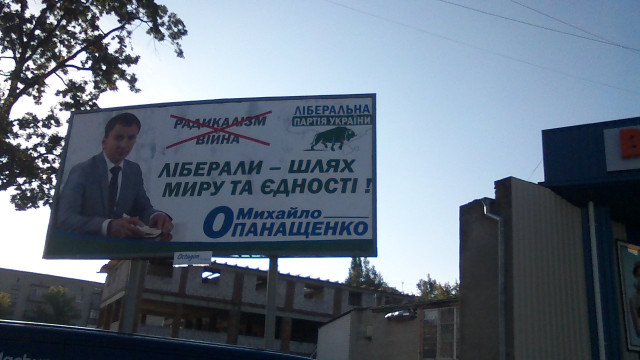 РАДИКАЛІЗМ
ВІЙНА
ЛІБЕРАЛЬНА
ПАРТІЯ УКРАЇНИ
ЛІБЕРАЛИ – ШЛЯХ
МИРУ ТА ЄДНОСТІ !
Михайло
ОПАНАЩЕНКО